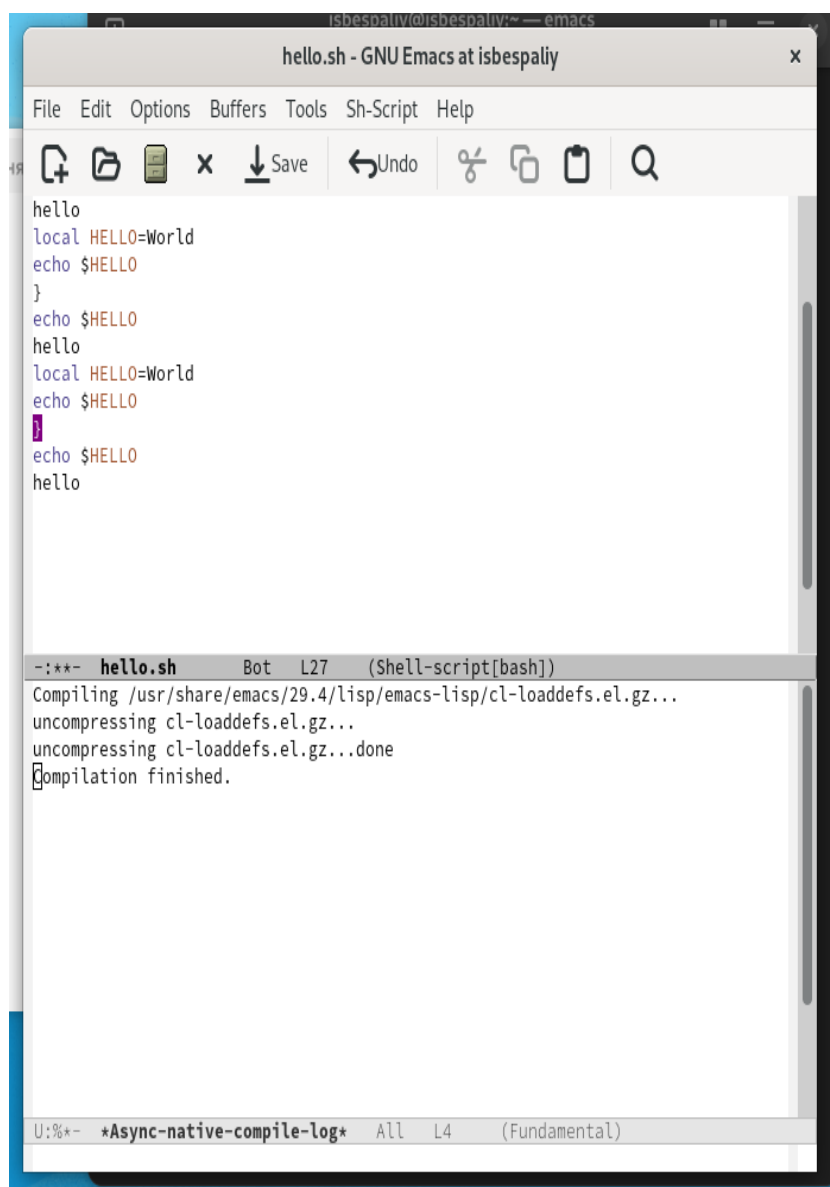 isbespaliy@isbespaliy:~ — emacs
hello.sh - GNU Emacs at isbespaliy
File Edit Options Buffers Tools Sh-Script Help
Save Undo
ня
hello
local HELLO=World
echo $HELLO
}
echo $HELLO
hello
local HELLO=World
echo $HELLO
}
echo $HELLO
hello
-:**- hello.sh Bot L27 (Shell-script[bash])
Compiling /usr/share/emacs/29.4/lisp/emacs-lisp/cl-loaddefs.el.gz...
uncompressing cl-loaddefs.el.gz...
uncompressing cl-loaddefs.el.gz...done
Compilation finished.
U:%*- *Async-native-compile-log* All L4 (Fundamental)